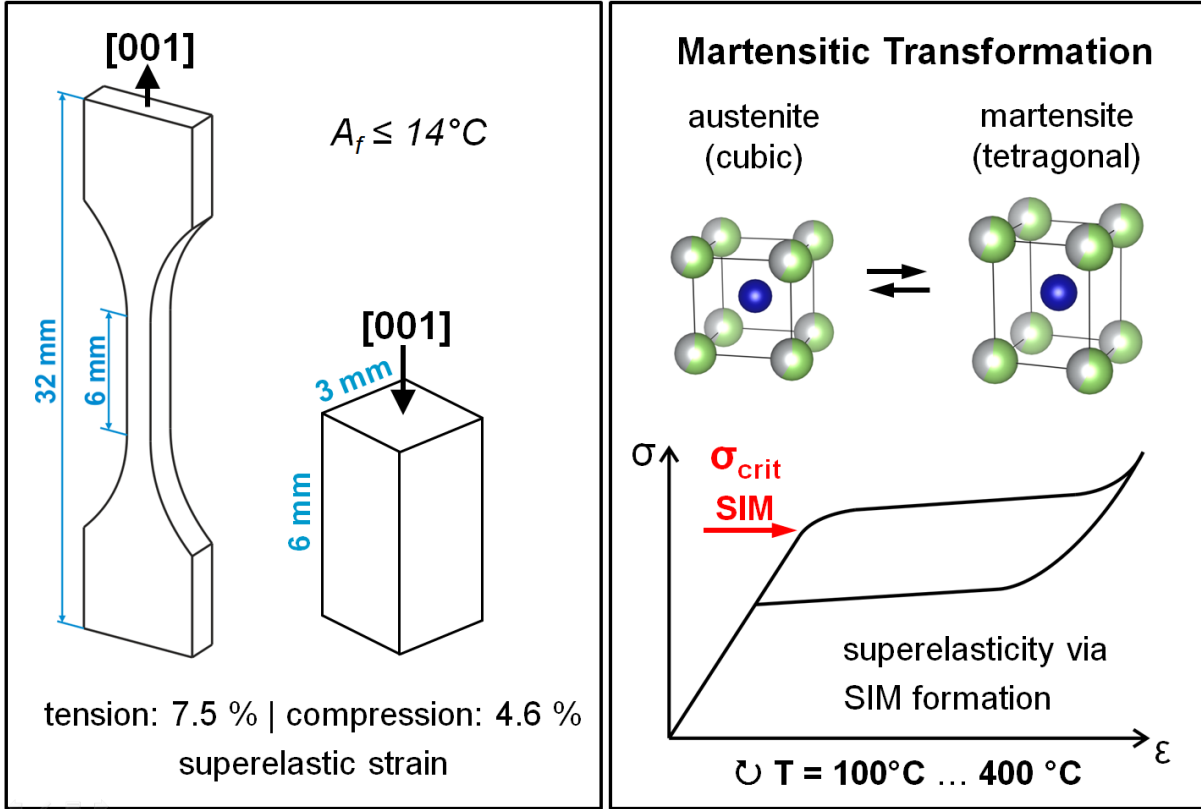 [001]
A_f ≤ 14°C
32 mm
6 mm
[001]
3 mm
6 mm
tension: 7.5 % | compression: 4.6 %
superelastic strain
Martensitic Transformation
austenite
(cubic)
martensite
(tetragonal)
σ
σ_crit
SIM
superelasticity via
SIM formation
ε
↻ T = 100°C … 400 °C